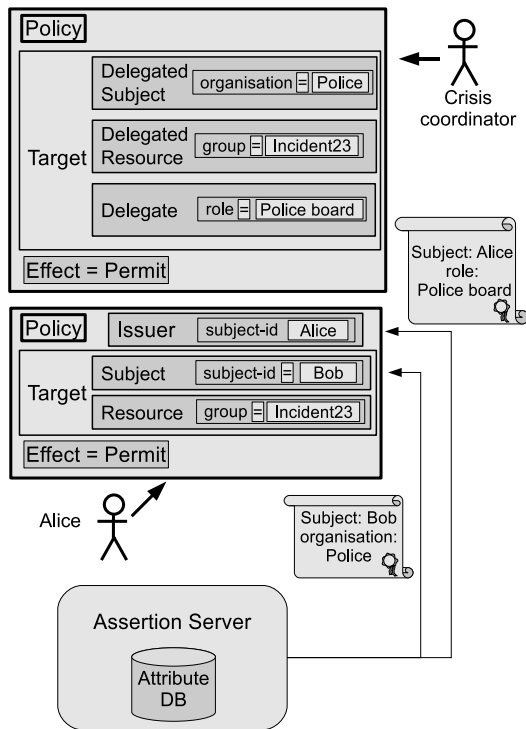 Policy
Delegated
Subject
organisation = Police
Crisis
coordinator
Target
Delegated
Resource
group = Incident23
Delegate
role = Police board
Effect = Permit
Subject: Alice
role:
Police board
Policy
Issuer
subject-id Alice
Target
Subject
subject-id = Bob
Resource
group = Incident23
Effect = Permit
Alice
Subject: Bob
organisation:
Police
Assertion Server
Attribute
DB